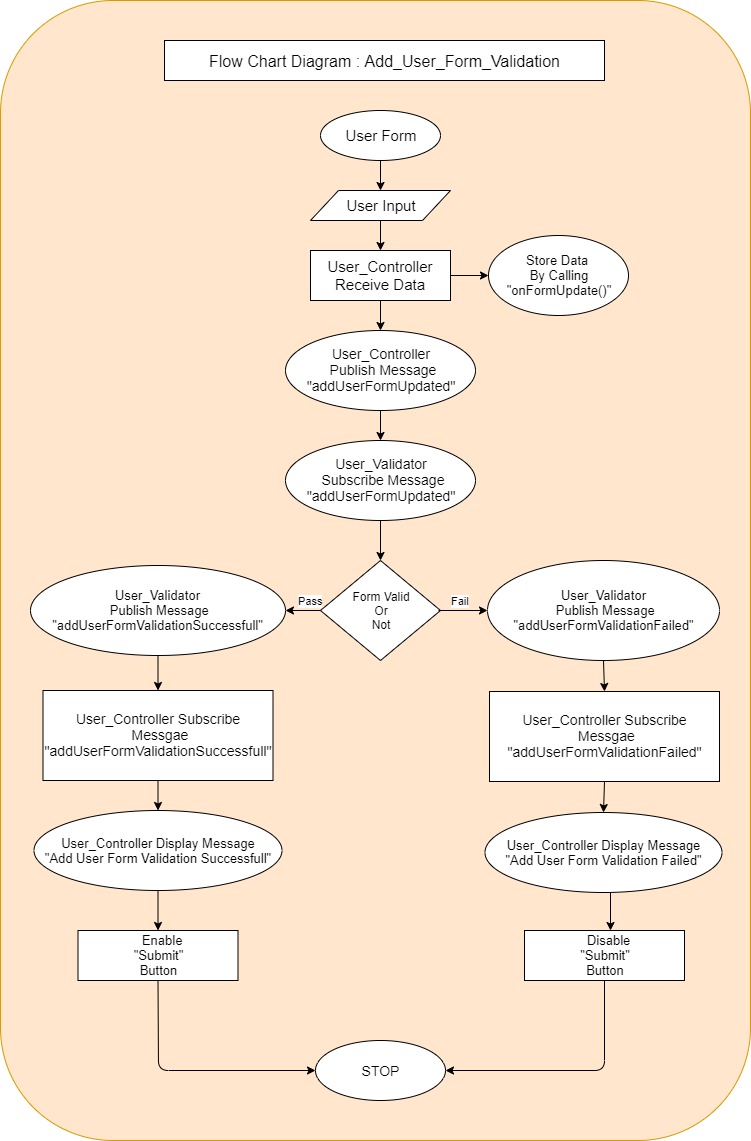 Flow Chart Diagram : Add_User_Form_Validation
User Form
User Input
User_Controller
Receive Data
Store Data
By Calling
"onFormUpdate()"
User_Controller
Publish Message
"addUserFormUpdated"
User_Validator
Subscribe Message
"addUserFormUpdated"
Form Valid
Or
Not
Pass
Fail
User_Validator
Publish Message
"addUserFormValidationSuccessfull"
User_Controller Subscribe
Messgae
"addUserFormValidationSuccessfull"
User_Controller Display Message
"Add User Form Validation Successfull"
Enable
"Submit"
Button
User_Validator
Publish Message
"addUserFormValidationFailed"
User_Controller Subscribe
Messgae
"addUserFormValidationFailed"
User_Controller Display Message
"Add User Form Validation Failed"
Disable
"Submit"
Button
STOP